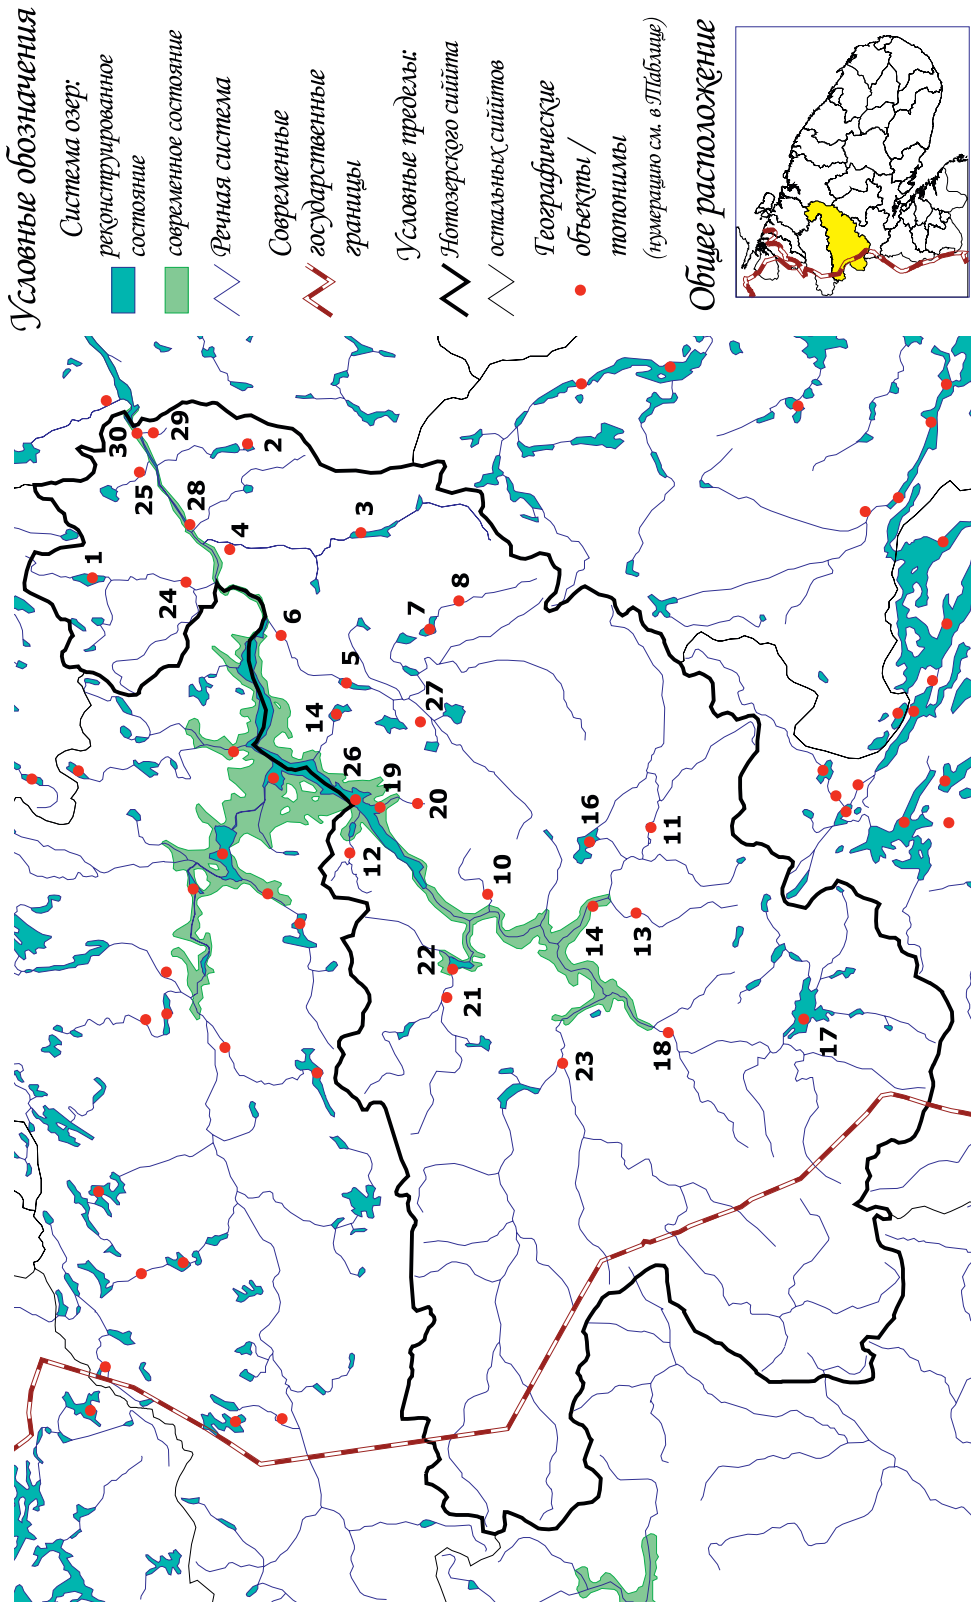 Условные обозначения
Система озер:
реконструированное
состояние
современное состояние
Речная система
Современные
государственные
границы
Условные пределы:
Нотозерского сиййта
остальных сиййтов
Географические
объекты /
топонимы
(нумерацию см. в Таблице)
Общее расположение
30
29
25
2
28
4
3
1
24
6
8
7
5
14
27
26
19
20
12
16
11
10
14
13
22
21
18
17
23